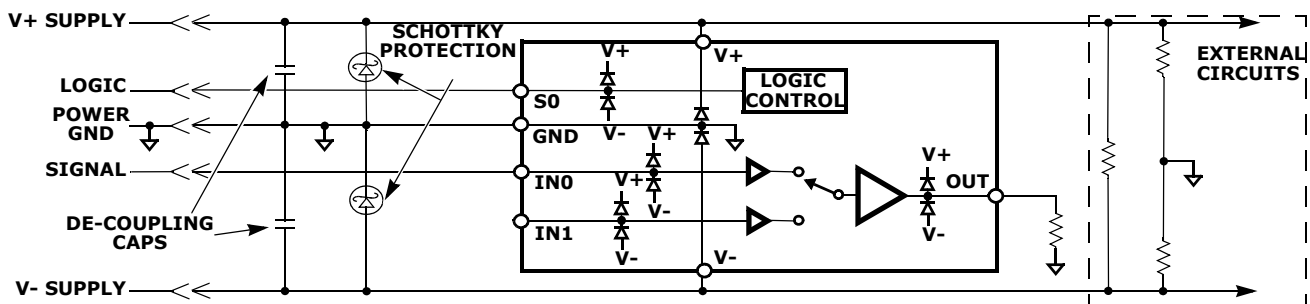 V+ SUPPLY
SCHOTTKY
PROTECTION
LOGIC
POWER
GND
SIGNAL
DE-COUPLING
CAPS
V- SUPPLY
V+
V+
LOGIC
CONTROL
S0
V-
GND
V+
IN0
V+
V-
IN1
V-
V+
OUT
V-
V-
EXTERNAL
CIRCUITS